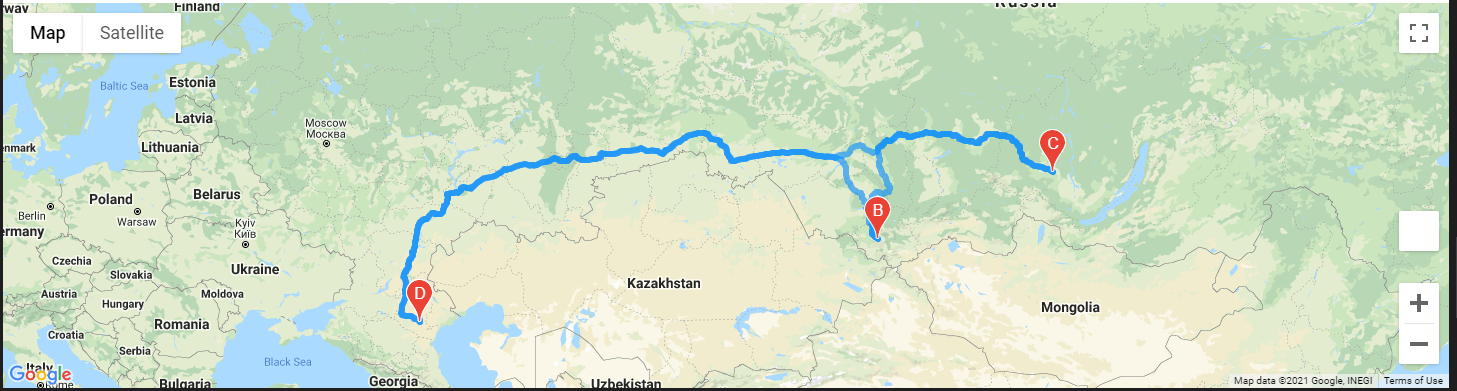 rway
Finland
Russia
Map
Satellite
Estonia
Baltic Sea
Latvia
Moscow
Москва
enmark
Lithuania
C
Belarus
Poland
B
Berlin
Warsaw
Kyiv
Київ
ermany
Czechia
Ukraine
Slovakia
Kazakhstan
Austria
Moldova
D
Hungary
Mongolia
Romania
Croatia
Serbia
Black Sea
Italy
Google
Rome
Bulgaria
Georgia
Uzbekistan
Map data ©2021 Google, INEGI
Terms of Use